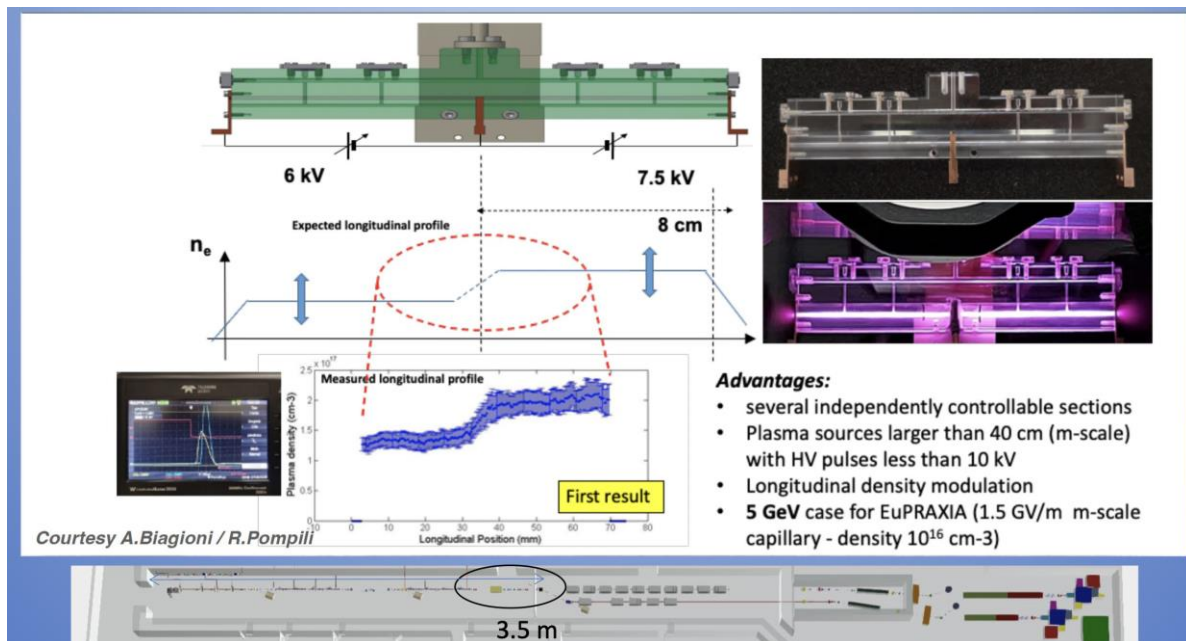 6 kV
7.5 kV
Expected longitudinal profile
8 cm
nₑ
Measured longitudinal profile
x 10¹⁷
2.5
2
1.5
1
0.5
0
Plasma density (cm-3)
-10
0
10
20
30
40
50
60
70
80
Longitudinal Position (mm)
First result
Courtesy A.Biagioni / R.Pompili
Advantages:
• several independently controllable sections
• Plasma sources larger than 40 cm (m-scale)
with HV pulses less than 10 kV
• Longitudinal density modulation
• 5 GeV case for EuPRAXIA (1.5 GV/m m-scale
capillary - density 10¹⁶ cm-3)
3.5 m